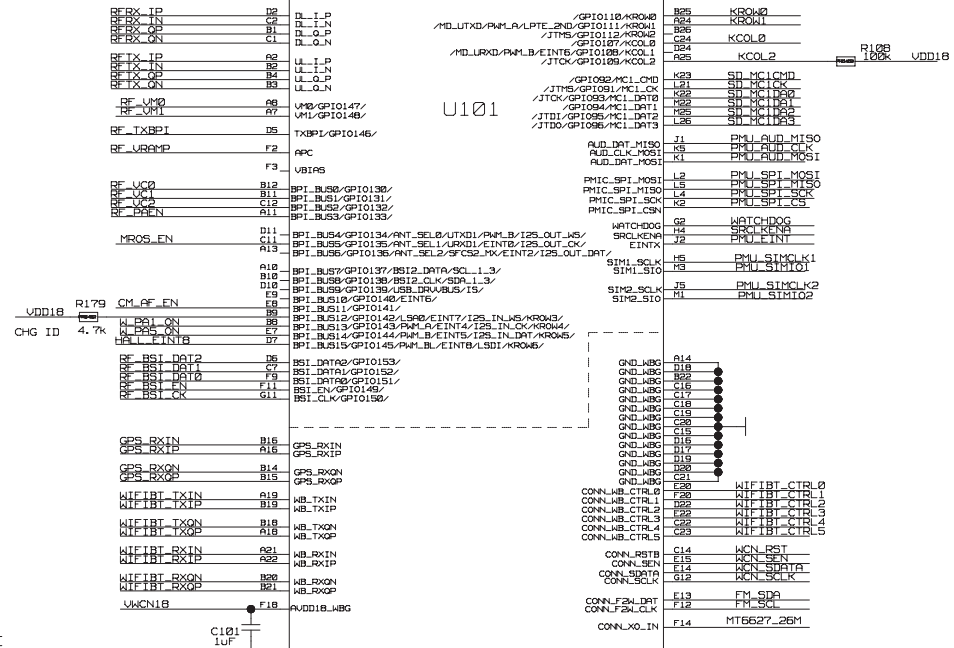 RFRX_IP D2 DL_I_P
RFRX_IN C2 DL_I_N
RFRX_QP B1 DL_Q_P
RFRX_QN C1 DL_Q_N
RFTX_IP A2 UL_I_P
RFTX_IN B2 UL_I_N
RFTX_QP B4 UL_Q_P
RFTX_QN B3 UL_Q_N
RF_VM0 A8 VM0/GPIO147/
RF_VM1 A7 VM1/GPIO148/
RF_TXBPI D5 TXBPI/GPIO146/
RF_VRAMP F2 APC
F3 VBIAS
RF_VC0 B12 BPI_BUS0/GPIO130/
RF_VC1 B11 BPI_BUS1/GPIO131/
RF_VC2 C12 BPI_BUS2/GPIO132/
RF_PAEN A11 BPI_BUS3/GPIO133/
D11 BPI_BUS4/GPIO134/ANT_SEL0/UTXD1/PWM_B/I2S_OUT_WS/
MROS_EN C11 BPI_BUS5/GPIO135/ANT_SEL1/URXD1/EINT0/I2S_OUT_CK/
A13 BPI_BUS6/GPIO136/ANT_SEL2/SFCS2_MX/EINT2/I2S_OUT_DAT/
A10 BPI_BUS7/GPIO137/BSI2_DATA/SCL_1_3/
B10 BPI_BUS8/GPIO138/BSI2_CLK/SDA_1_3/
D10 BPI_BUS9/GPIO139/USB_DRVVBUS/IS/
E9 BPI_BUS10/GPIO140/EINT6/
CM_AF_EN E8 BPI_BUS11/GPIO141/
VDD18 R179 B9 BPI_BUS12/GPIO142/LSA0/EINT7/I2S_IN_WS/KROW3/
CHG ID 4.7k
W_PA1_ON B8 BPI_BUS13/GPIO143/PWM_A/EINT4/I2S_IN_CK/KROW4/
W_PA5_ON E7 BPI_BUS14/GPIO144/PWM_B/EINT5/I2S_IN_DAT/KROW5/
HALL_EINT8 D7 BPI_BUS15/GPIO145/PWM_BL/EINT8/LSDI/KROW6/
RF_BSI_DAT2 D6 BSI_DATA2/GPIO153/
RF_BSI_DAT1 C7 BSI_DATA1/GPIO152/
RF_BSI_DAT0 F9 BSI_DATA0/GPIO151/
RF_BSI_EN F11 BSI_EN/GPIO149/
RF_BSI_CK G11 BSI_CLK/GPIO150/
GPS_RXIN B16 GPS_RXIN
GPS_RXIP A16 GPS_RXIP
GPS_RXQN B14 GPS_RXQN
GPS_RXQP B15 GPS_RXQP
WIFIBT_TXIN A19 WB_TXIN
WIFIBT_TXIP B19 WB_TXIP
WIFIBT_TXQN B18 WB_TXQN
WIFIBT_TXQP A18 WB_TXQP
WIFIBT_RXIN A21 WB_RXIN
WIFIBT_RXIP A22 WB_RXIP
WIFIBT_RXQN B20 WB_RXQN
WIFIBT_RXQP B21 WB_RXQP
VWCN18 F18 AVDD18_WBG
C101
1uF
U101
/GPIO110/KROW0 B25 KROW0
/MD_UTXD/PWM_A/LPTE_2ND/GPIO111/KROW1 A24 KROW1
/JTMS/GPIO112/KROW2 B26
/GPIO107/KCOL0 C24 KCOL0
/MD_URXD/PWM_B/EINT6/GPIO108/KCOL1 D24
/JTCK/GPIO109/KCOL2 A25 KCOL2 R108 100k VDD18
/GPIO92/MC1_CMD K23 SD_MC1CMD
/JTMS/GPIO91/MC1_CK L21 SD_MC1CK
/JTCK/GPIO93/MC1_DAT0 K22 SD_MC1DA0
/GPIO94/MC1_DAT1 M22 SD_MC1DA1
/JTDI/GPIO95/MC1_DAT2 M25 SD_MC1DA2
/JTDO/GPIO96/MC1_DAT3 L26 SD_MC1DA3
AUD_DAT_MISO J1 PMU_AUD_MISO
AUD_CLK_MOSI K5 PMU_AUD_CLK
AUD_DAT_MOSI K1 PMU_AUD_MOSI
PMIC_SPI_MOSI L2 PMU_SPI_MOSI
PMIC_SPI_MISO L5 PMU_SPI_MISO
PMIC_SPI_SCK L4 PMU_SPI_SCK
PMIC_SPI_CSN K2 PMU_SPI_CS
WATCHDOG G2 WATCHDOG
SRCLKENA H4 SRCLKENA
EINTX J2 PMU_EINT
SIM1_SCLK H5 PMU_SIMCLK1
SIM1_SIO M3 PMU_SIMIO1
SIM2_SCLK J5 PMU_SIMCLK2
SIM2_SIO M1 PMU_SIMIO2
GND_WBG A14
GND_WBG D18
GND_WBG B22
GND_WBG C16
GND_WBG C17
GND_WBG C18
GND_WBG C19
GND_WBG C20
GND_WBG C15
GND_WBG D16
GND_WBG D17
GND_WBG D19
GND_WBG D20
GND_WBG C21
CONN_WB_CTRL0 E20 WIFIBT_CTRL0
CONN_WB_CTRL1 F20 WIFIBT_CTRL1
CONN_WB_CTRL2 D22 WIFIBT_CTRL2
CONN_WB_CTRL3 E22 WIFIBT_CTRL3
CONN_WB_CTRL4 C22 WIFIBT_CTRL4
CONN_WB_CTRL5 C23 WIFIBT_CTRL5
CONN_RSTB C14 WCN_RST
CONN_SEN E15 WCN_SEN
CONN_SDATA E14 WCN_SDATA
CONN_SCLK G12 WCN_SCLK
CONN_F2W_DAT E13 FM_SDA
CONN_F2W_CLK F12 FM_SCL
CONN_XO_IN F14 MT6627_26M